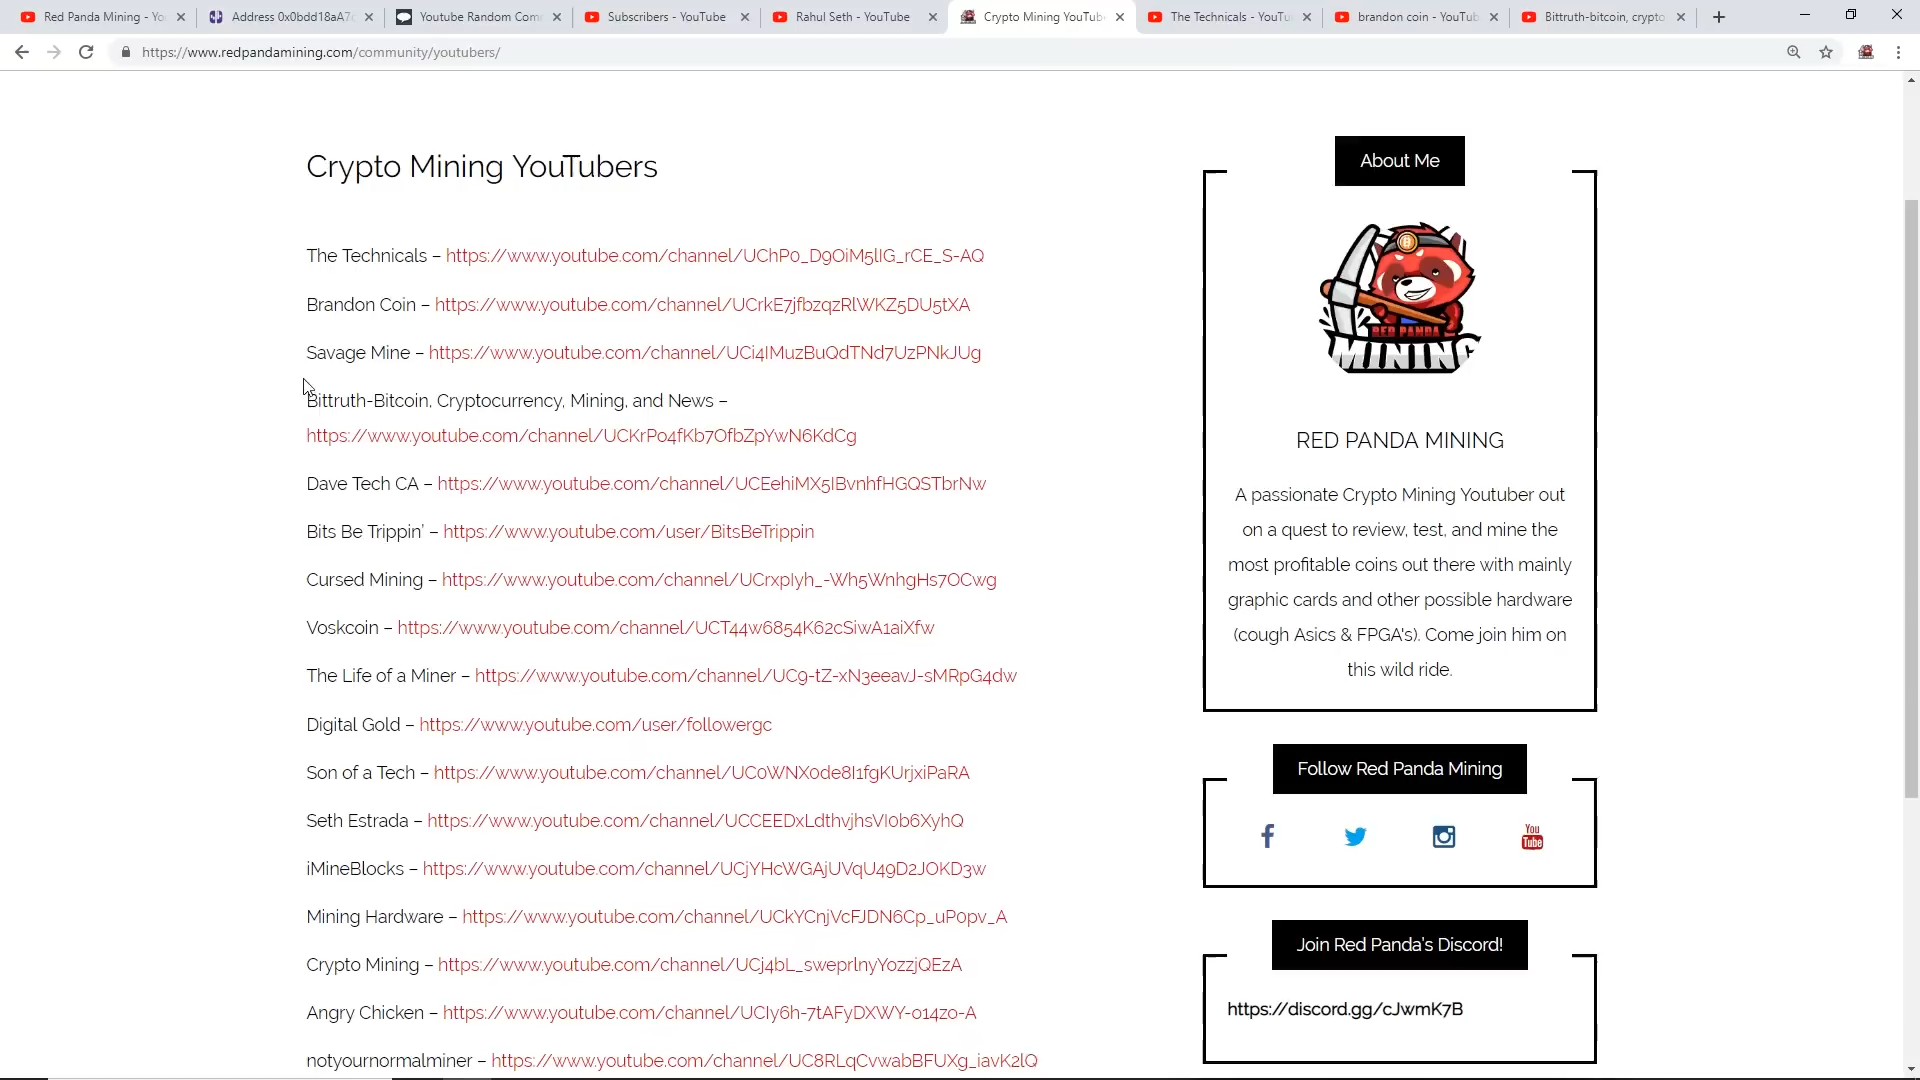 Red Panda Mining - Yo
Address 0x0bdd18aA7
Youtube Random Com
Subscribers - YouTube
Rahul Seth - YouTube
Crypto Mining YouTub
The Technicals - YouTu
brandon coin - YouTub
Bittruth-bitcoin, crypto
https://www.redpandamining.com/community/youtubers/
Crypto Mining YouTubers
The Technicals – https://www.youtube.com/channel/UChP0_D9OiM5lIG_rCE_S-AQ
Brandon Coin – https://www.youtube.com/channel/UCrkE7jfbzqzRlWKZ5DU5tXA
Savage Mine – https://www.youtube.com/channel/UCi4IMuzBuQdTNd7UzPNkJUg
Bittruth-Bitcoin, Cryptocurrency, Mining, and News –
https://www.youtube.com/channel/UCKrPo4fKb7OfbZpYwN6KdCg
Dave Tech CA – https://www.youtube.com/channel/UCEehiMX5IBvnhfHGQSTbrNw
Bits Be Trippin’ – https://www.youtube.com/user/BitsBeTrippin
Cursed Mining – https://www.youtube.com/channel/UCrxpIyh_-Wh5WnhgHs7OCwg
Voskcoin – https://www.youtube.com/channel/UCT44w6854K62cSiwA1aiXfw
The Life of a Miner – https://www.youtube.com/channel/UC9-tZ-xN3eeavJ-sMRpG4dw
Digital Gold – https://www.youtube.com/user/followergc
Son of a Tech – https://www.youtube.com/channel/UC0WNX0de8I1fgKUrjxiPaRA
Seth Estrada – https://www.youtube.com/channel/UCCEEDxLdthvjhsVI0b6XyhQ
iMineBlocks – https://www.youtube.com/channel/UCjYHcWGAjUVqU49D2JOKD3w
Mining Hardware – https://www.youtube.com/channel/UCkYCnjVcFJDN6Cp_uP0pv_A
Crypto Mining – https://www.youtube.com/channel/UCj4bL_sweprlnyYozzjQEzA
Angry Chicken – https://www.youtube.com/channel/UCIy6h-7tAFyDXWY-o14zo-A
notyournormalminer – https://www.youtube.com/channel/UC8RLqCvwabBFUXg_iavK2lQ
About Me
RED PANDA
MINING
RED PANDA MINING
A passionate Crypto Mining Youtuber out
on a quest to review, test, and mine the
most profitable coins out there with mainly
graphic cards and other possible hardware
(cough Asics & FPGA's). Come join him on
this wild ride.
Follow Red Panda Mining
You
Tube
Join Red Panda’s Discord!
https://discord.gg/cJwmK7B